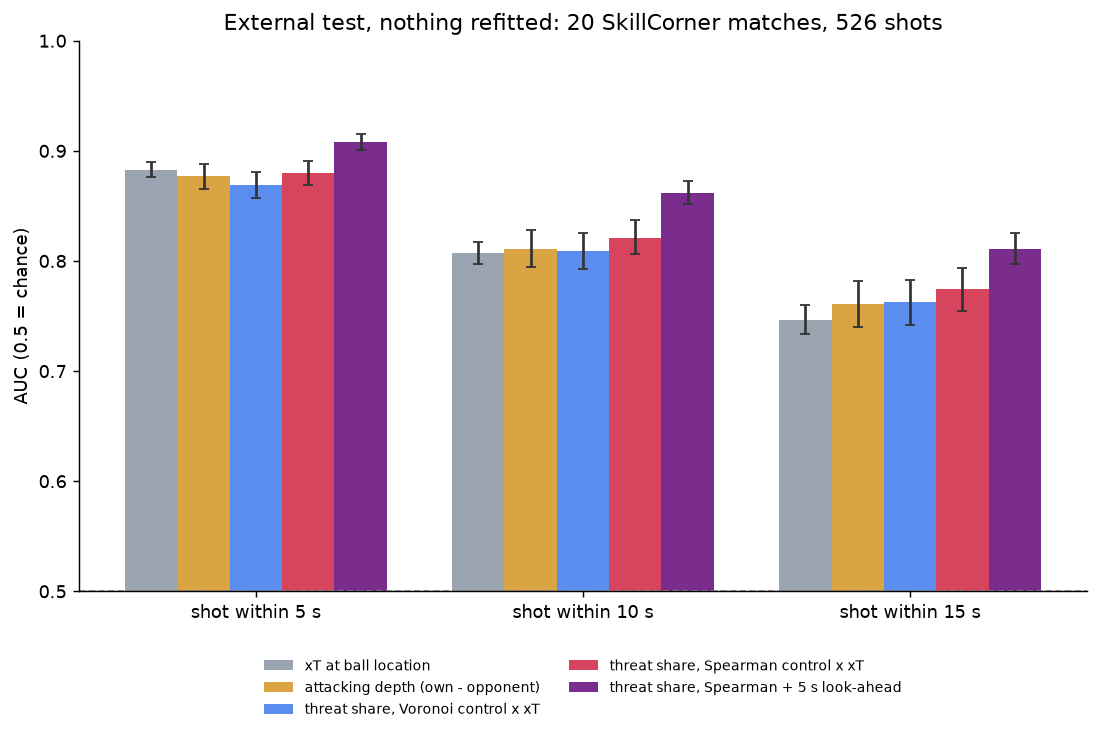 External test, nothing refitted: 20 SkillCorner matches, 526 shots
AUC (0.5 = chance)
1.0
0.9
0.8
0.7
0.6
0.5
shot within 5 s
shot within 10 s
shot within 15 s
xT at ball location
attacking depth (own - opponent)
threat share, Voronoi control x xT
threat share, Spearman control x xT
threat share, Spearman + 5 s look-ahead